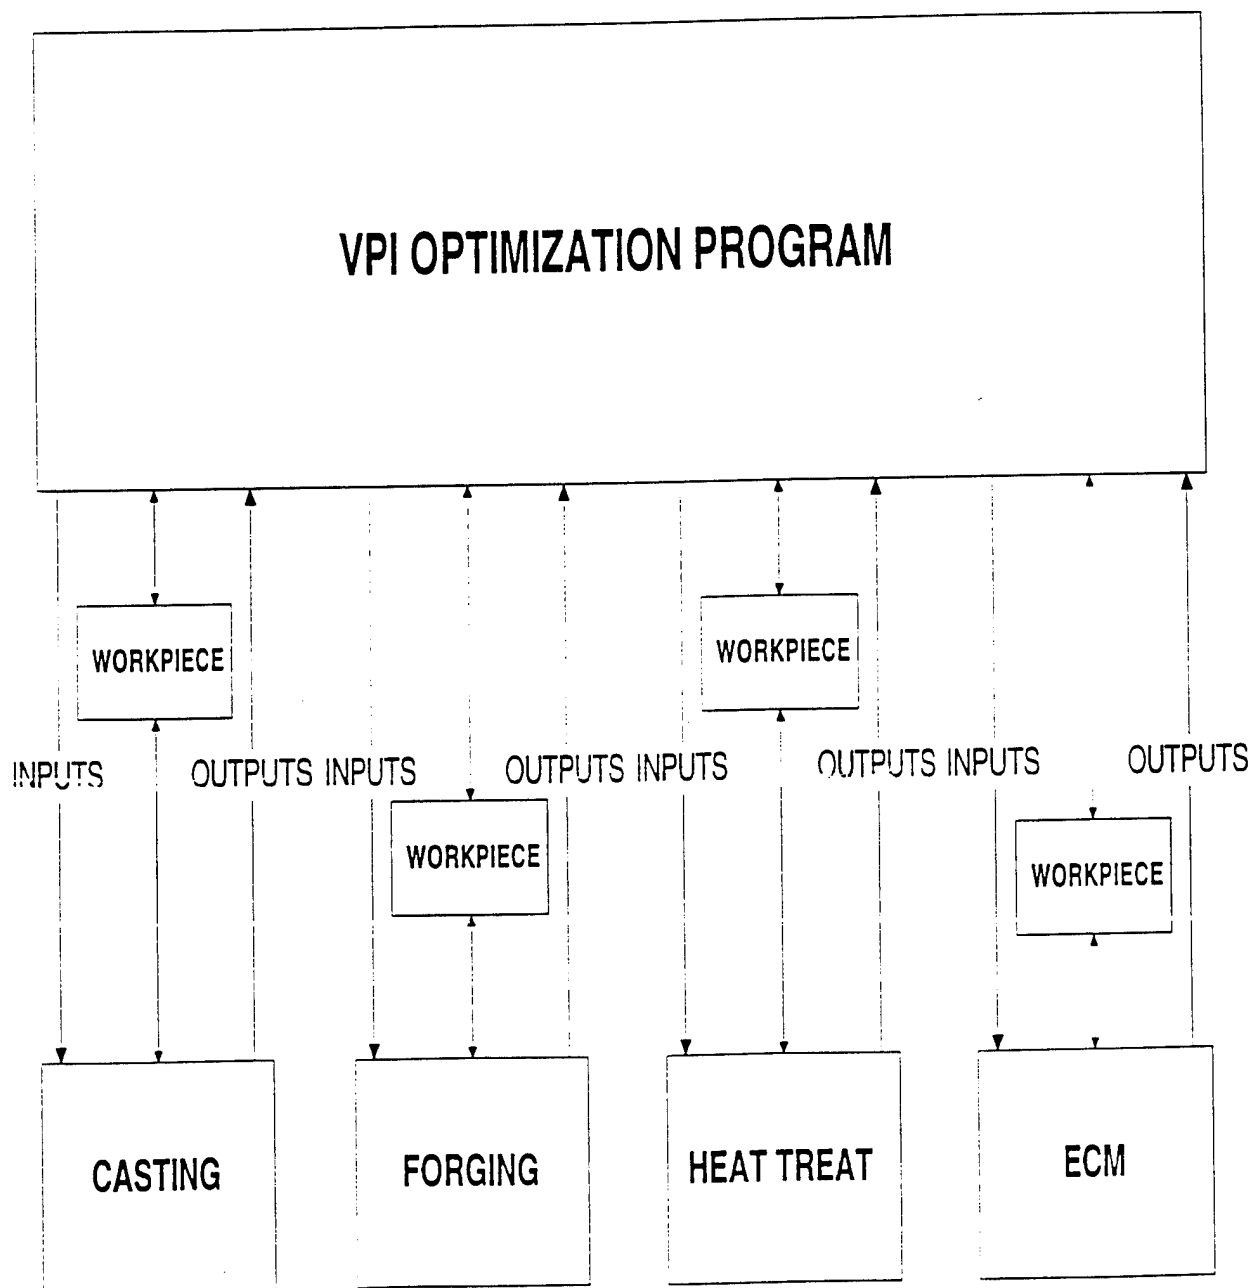 VPI OPTIMIZATION PROGRAM
WORKPIECE
WORKPIECE
INPUTS
OUTPUTS INPUTS
OUTPUTS INPUTS
OUTPUTS INPUTS
OUTPUTS
WORKPIECE
WORKPIECE
CASTING
FORGING
HEAT TREAT
ECM